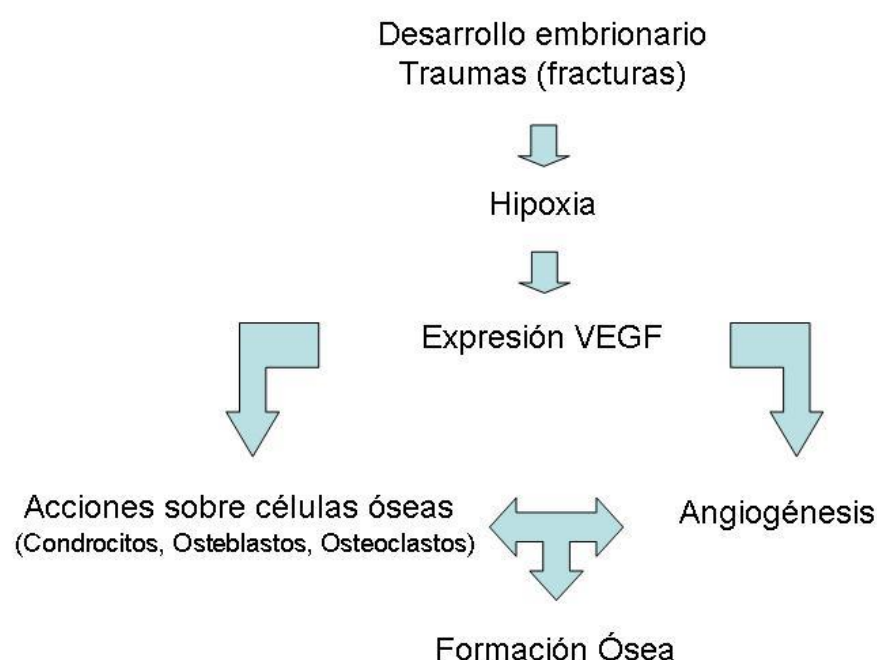 Desarrollo embrionario
Traumas (fracturas)
Hipoxia
Expresión VEGF
Acciones sobre células óseas
(Condrocitos, Osteblastos, Osteoclastos)
Angiogénesis
Formación Ósea